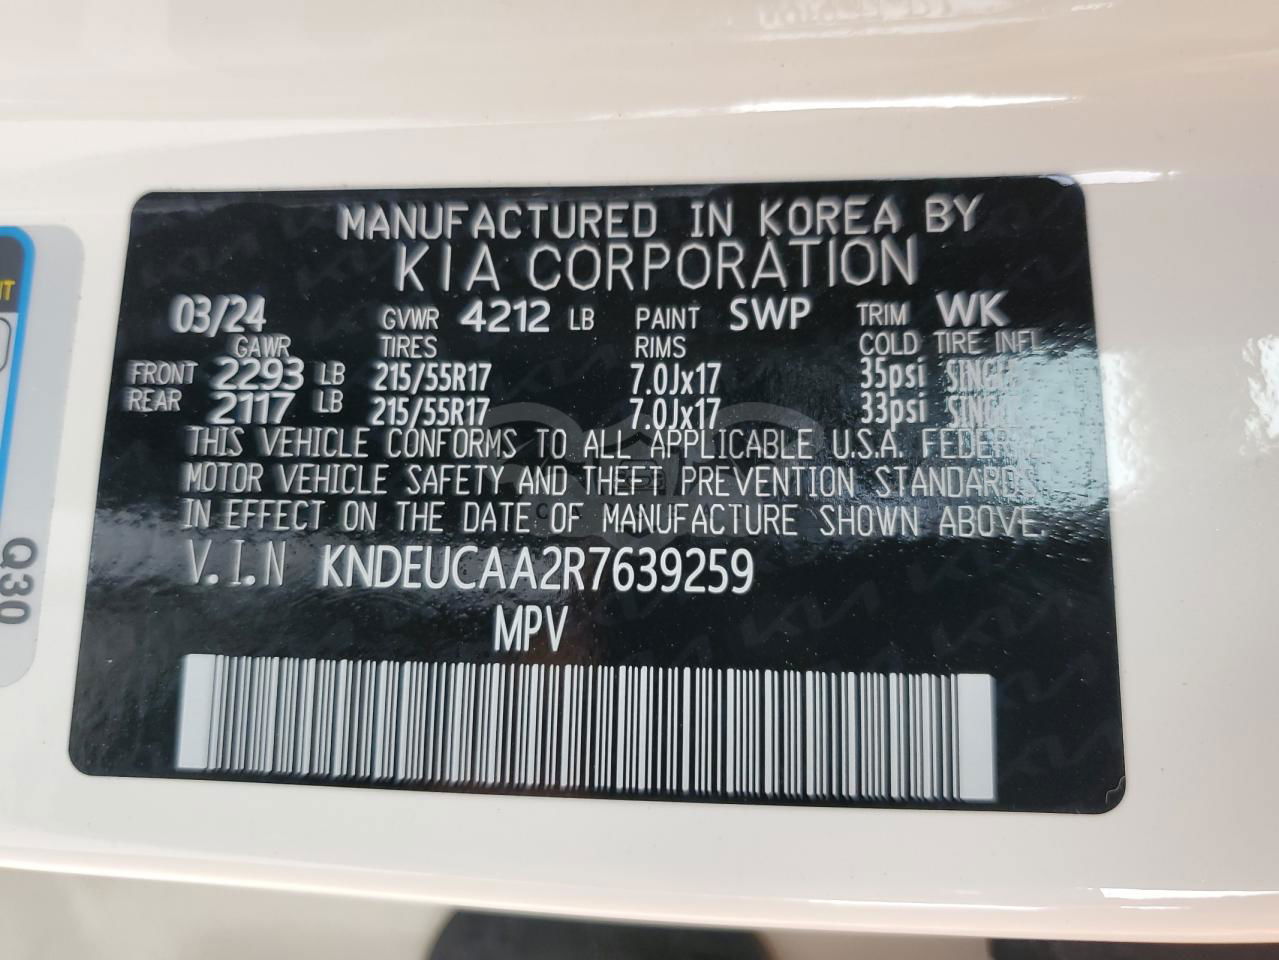 MANUFACTURED IN KOREA BY
KIA CORPORATION
03/24 GVWR 4212 LB PAINT SWP TRIM WK
GAWR TIRES RIMS COLD TIRE INFL
FRONT 2293 LB 215/55R17 7.0Jx17 35psi SINGLE
REAR 2117 LB 215/55R17 7.0Jx17 33psi SINGLE
THIS VEHICLE CONFORMS TO ALL APPLICABLE U.S.A. FEDERAL
MOTOR VEHICLE SAFETY AND THEFT PREVENTION STANDARDS
IN EFFECT ON THE DATE OF MANUFACTURE SHOWN ABOVE.
V.I.N KNDEUCAA2R7639259
MPV
Q30